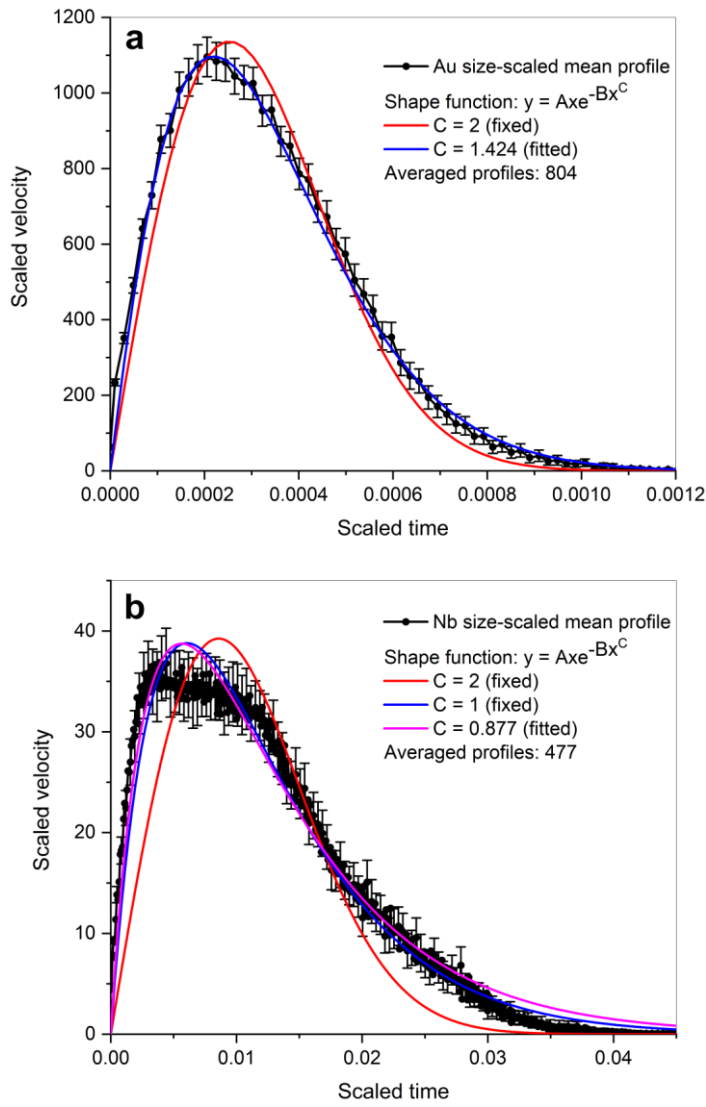 a
Au size-scaled mean profile
Shape function: y = Axe^-Bx^C
C = 2 (fixed)
C = 1.424 (fitted)
Averaged profiles: 804
Scaled velocity
1200
1000
800
600
400
200
0
0.0000 0.0002 0.0004 0.0006 0.0008 0.0010 0.0012
Scaled time
b
Nb size-scaled mean profile
Shape function: y = Axe^-Bx^C
C = 2 (fixed)
C = 1 (fixed)
C = 0.877 (fitted)
Averaged profiles: 477
Scaled velocity
40
30
20
10
0
0.00 0.01 0.02 0.03 0.04
Scaled time